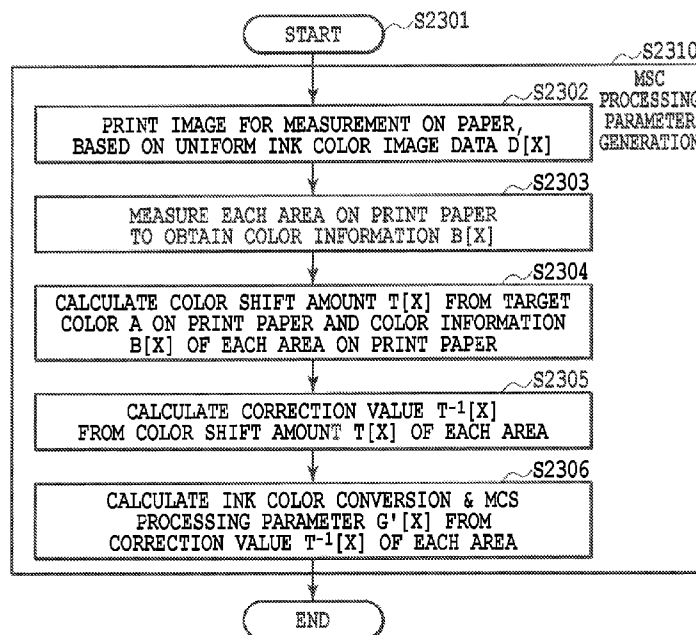 START
S2301
S2310
MSC
PROCESSING
PARAMETER
GENERATION
S2302
PRINT IMAGE FOR MEASUREMENT ON PAPER,
BASED ON UNIFORM INK COLOR IMAGE DATA D[X]
S2303
MEASURE EACH AREA ON PRINT PAPER
TO OBTAIN COLOR INFORMATION B[X]
S2304
CALCULATE COLOR SHIFT AMOUNT T[X] FROM TARGET
COLOR A ON PRINT PAPER AND COLOR INFORMATION
B[X] OF EACH AREA ON PRINT PAPER
S2305
CALCULATE CORRECTION VALUE T⁻¹[X]
FROM COLOR SHIFT AMOUNT T[X] OF EACH AREA
S2306
CALCULATE INK COLOR CONVERSION & MCS
PROCESSING PARAMETER G'[X] FROM
CORRECTION VALUE T⁻¹[X] OF EACH AREA
END